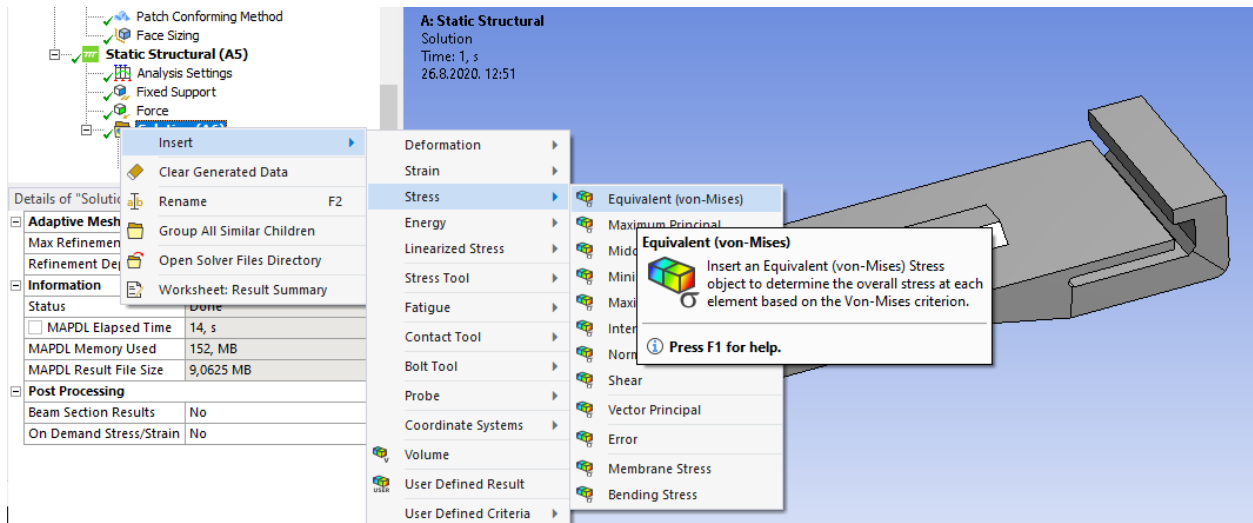 Patch Conforming Method
Face Sizing
Static Structural (A5)
Analysis Settings
Fixed Support
Force
Insert
Clear Generated Data
Rename F2
Group All Similar Children
Open Solver Files Directory
Worksheet: Result Summary
Details of "Solutio
Adaptive Mesh
Max Refinemen
Refinement De
Information
Status Done
MAPDL Elapsed Time 14, s
MAPDL Memory Used 152, MB
MAPDL Result File Size 9,0625 MB
Post Processing
Beam Section Results No
On Demand Stress/Strain No
Deformation
Strain
Stress
Energy
Linearized Stress
Stress Tool
Fatigue
Contact Tool
Bolt Tool
Probe
Coordinate Systems
Volume
USER User Defined Result
User Defined Criteria
Equivalent (von-Mises)
Maximum Principal
Midd
Mini
Maxi
Inter
Norm
Shear
Vector Principal
Error
Membrane Stress
Bending Stress
Equivalent (von-Mises)
Insert an Equivalent (von-Mises) Stress
object to determine the overall stress at each
element based on the Von-Mises criterion.
σ
Press F1 for help.
A: Static Structural
Solution
Time: 1, s
26.8.2020. 12:51